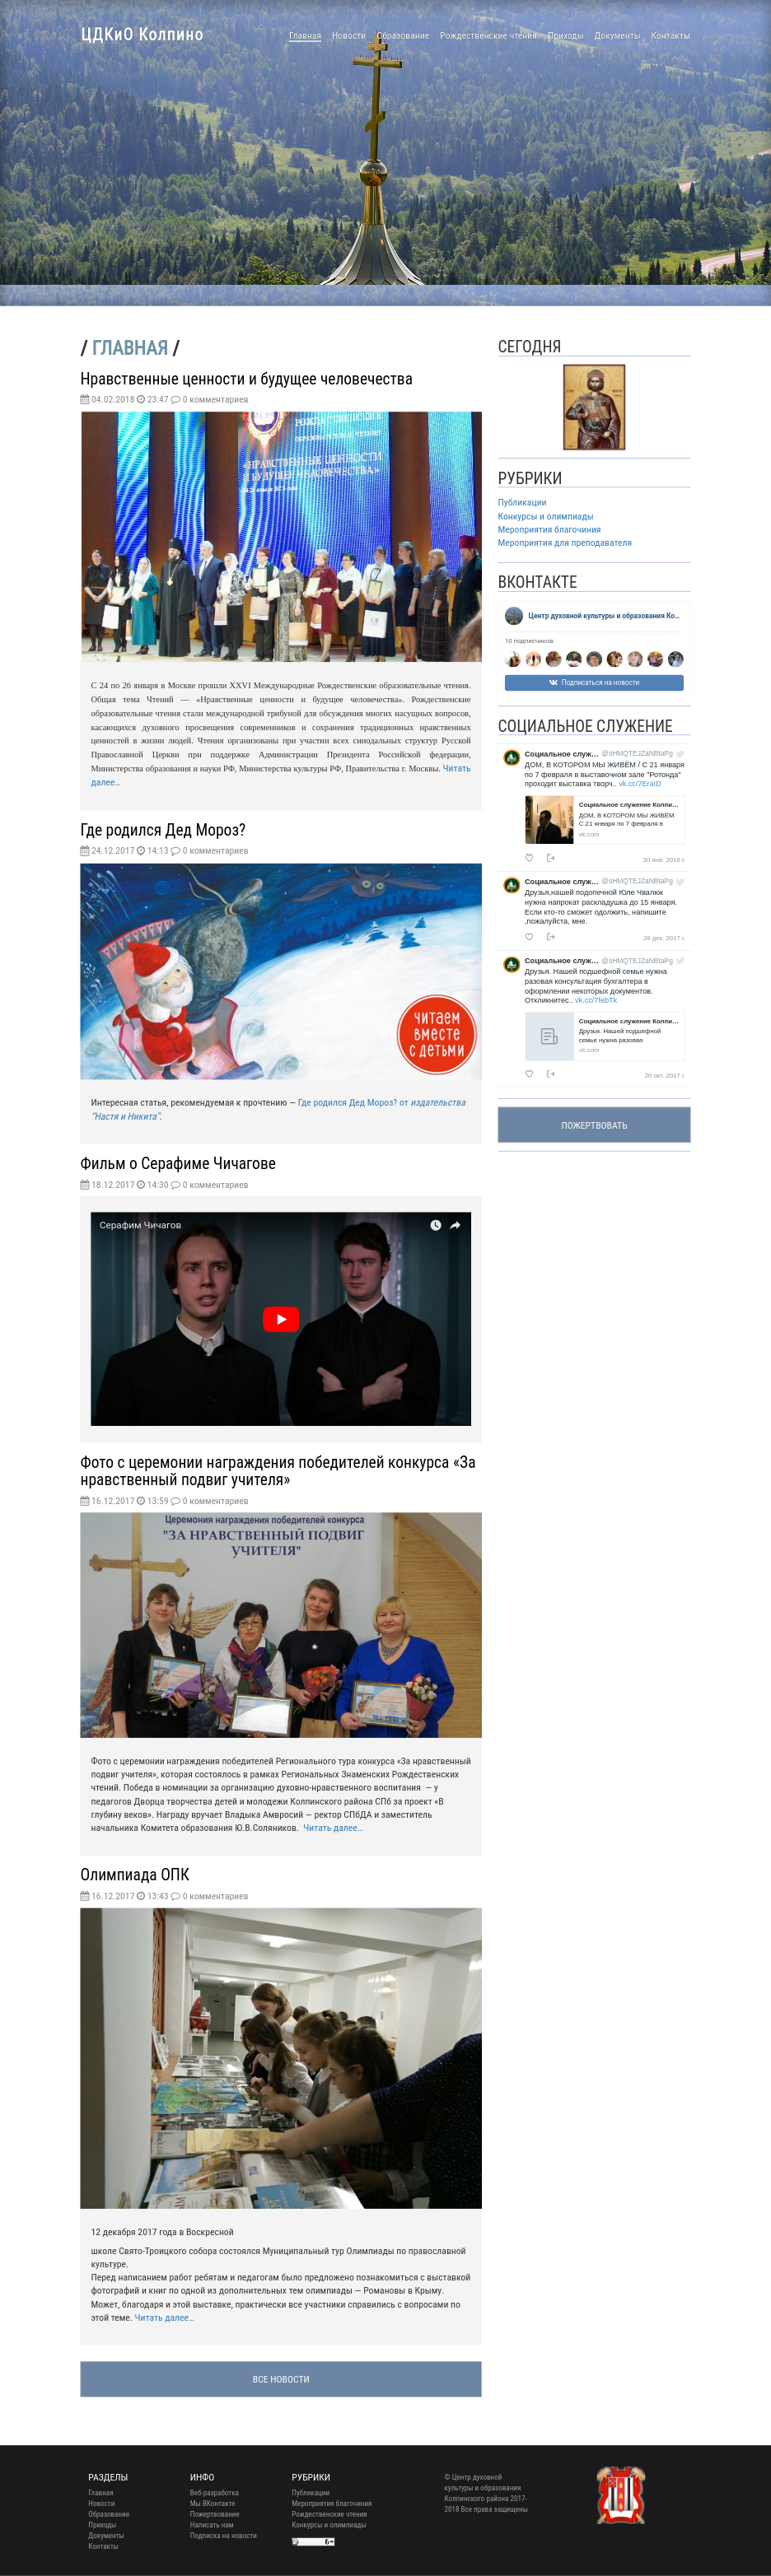 ЦДКиО Колпино
Главная Новости Образование Рождественские чтения Приходы Документы Контакты
/ ГЛАВНАЯ /
Нравственные ценности и будущее человечества
04.02.2018 23:47 0 комментариев
РОЖДЕСТВЕНСКИЕ
ОБРАЗОВАТЕЛЬНЫЕ ЧТЕНИЯ
«НРАВСТВЕННЫЕ ЦЕННОСТИ
И БУДУЩЕЕ ЧЕЛОВЕЧЕСТВА»
С 24 по 26 января в Москве прошли XXVI Международные Рождественские образовательные чтения.
Общая тема Чтений — «Нравственные ценности и будущее человечества». Рождественские
образовательные чтения стали международной трибуной для обсуждения многих насущных вопросов,
касающихся духовного просвещения современников и сохранения традиционных нравственных
ценностей в жизни людей. Чтения организованы при участии всех синодальных структур Русской
Православной Церкви при поддержке Администрации Президента Российской федерации,
Министерства образования и науки РФ, Министерства культуры РФ, Правительства г. Москвы. Читать
далее...
Где родился Дед Мороз?
24.12.2017 14:13 0 комментариев
читаем
вместе
с детьми
Интересная статья, рекомендуемая к прочтению — Где родился Дед Мороз? от издательства
"Настя и Никита".
Фильм о Серафиме Чичагове
18.12.2017 14:30 0 комментариев
Серафим Чичагов
Фото с церемонии награждения победителей конкурса «За
нравственный подвиг учителя»
16.12.2017 13:59 0 комментариев
Церемония награждения победителей конкурса
"ЗА НРАВСТВЕННЫЙ ПОДВИГ
УЧИТЕЛЯ"
Фото с церемонии награждения победителей Регионального тура конкурса «За нравственный
подвиг учителя», которая состоялось в рамках Региональных Знаменских Рождественских
чтений. Победа в номинации за организацию духовно-нравственного воспитания — у
педагогов Дворца творчества детей и молодежи Колпинского района СПб за проект «В
глубину веков». Награду вручает Владыка Амвросий — ректор СПбДА и заместитель
начальника Комитета образования Ю.В.Соляников. Читать далее...
Олимпиада ОПК
16.12.2017 13:43 0 комментариев
12 декабря 2017 года в Воскресной
школе Свято-Троицкого собора состоялся Муниципальный тур Олимпиады по православной
культуре.
Перед написанием работ ребятам и педагогам было предложено познакомиться с выставкой
фотографий и книг по одной из дополнительных тем олимпиады — Романовы в Крыму.
Может, благодаря и этой выставке, практически все участники справились с вопросами по
этой теме. Читать далее...
ВСЕ НОВОСТИ
СЕГОДНЯ
РУБРИКИ
Публикации
Конкурсы и олимпиады
Мероприятия благочиния
Мероприятия для преподавателя
ВКОНТАКТЕ
Центр духовной культуры и образования Ко...
10 подписчиков
Подписаться на новости
СОЦИАЛЬНОЕ СЛУЖЕНИЕ
Социальное служ... @sHMQTEJZaNBtaPg
ДОМ, В КОТОРОМ МЫ ЖИВЁМ / С 21 января
по 7 февраля в выставочном зале "Ротонда"
проходит выставка творч.. vk.cc/7EraID
Социальное служение Колпи...
ДОМ, В КОТОРОМ МЫ ЖИВЕМ
С 21 января по 7 февраля в
vk.com
30 янв. 2018 г.
Социальное служ... @sHMQTEJZaNBtaPg
Друзья,нашей подопечной Юле Чвалюк
нужна напрокат раскладушка до 15 января.
Если кто-то сможет одолжить, напишите
,пожалуйста, мне.
28 дек. 2017 г.
Социальное служ... @sHMQTEJZaNBtaPg
Друзья. Нашей подшефной семье нужна
разовая консультация бухгалтера в
оформлении некоторых документов.
Откликнитес.. vk.cc/7febTk
Социальное служение Колпи...
Друзья. Нашей подшефной
семье нужна разовая
vk.com
20 окт. 2017 г.
ПОЖЕРТВОВАТЬ
РАЗДЕЛЫ
Главная
Новости
Образование
Приходы
Документы
Контакты
ИНФО
Веб-разработка
Мы ВКонтакте
Пожертвование
Написать нам
Подписка на новости
РУБРИКИ
Публикации
Мероприятия благочиния
Рождественские чтения
Конкурсы и олимпиады
6+
© Центр духовной
культуры и образования
Колпинского района 2017-
2018 Все права защищены